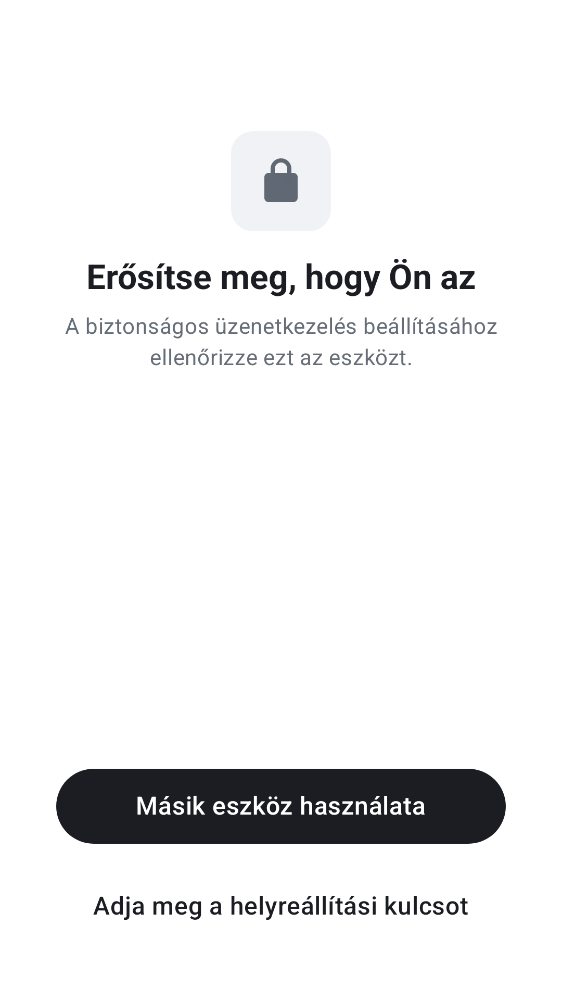 Erősítse meg, hogy Ön az
A biztonságos üzenetkezelés beállításához
ellenőrizze ezt az eszközt.
Másik eszköz használata
Adja meg a helyreállítási kulcsot